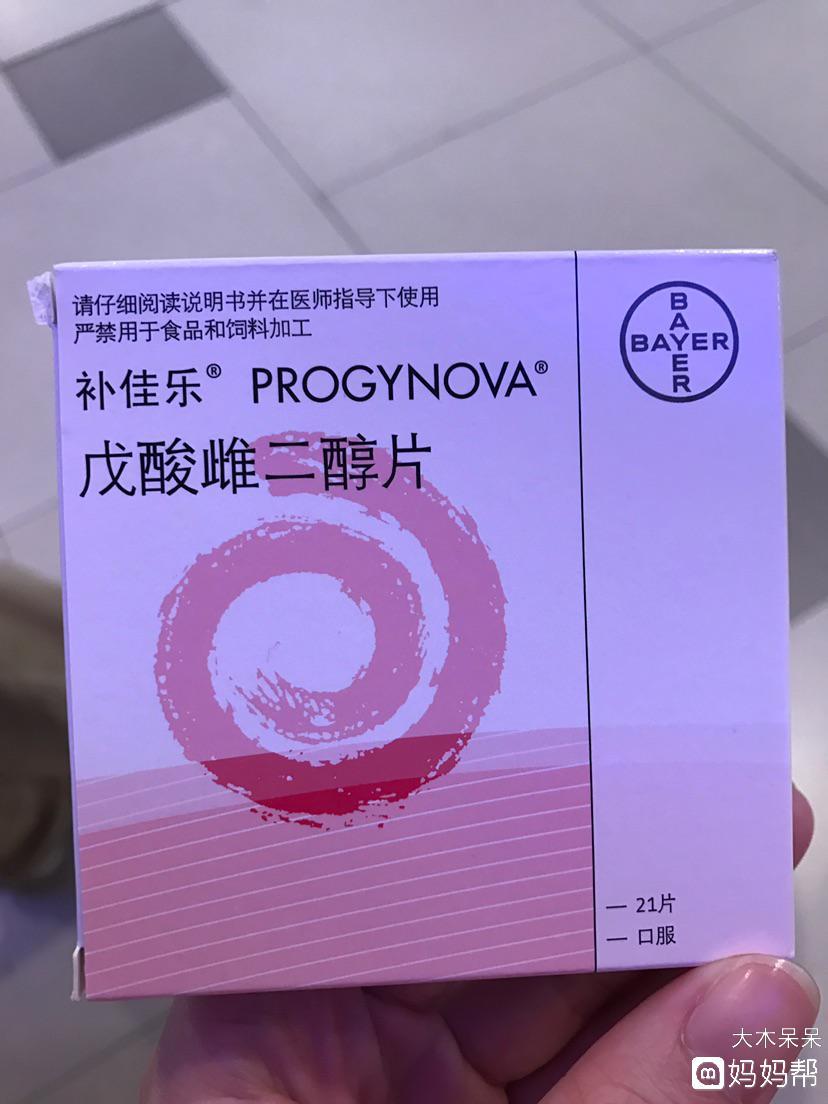 请仔细阅读说明书并在医师指导下使用
严禁用于食品和饲料加工
补佳乐® PROGYNOVA®
戊酸雌二醇片
BAYER
BAYER
— 21片
— 口服
大木呆呆
妈妈帮